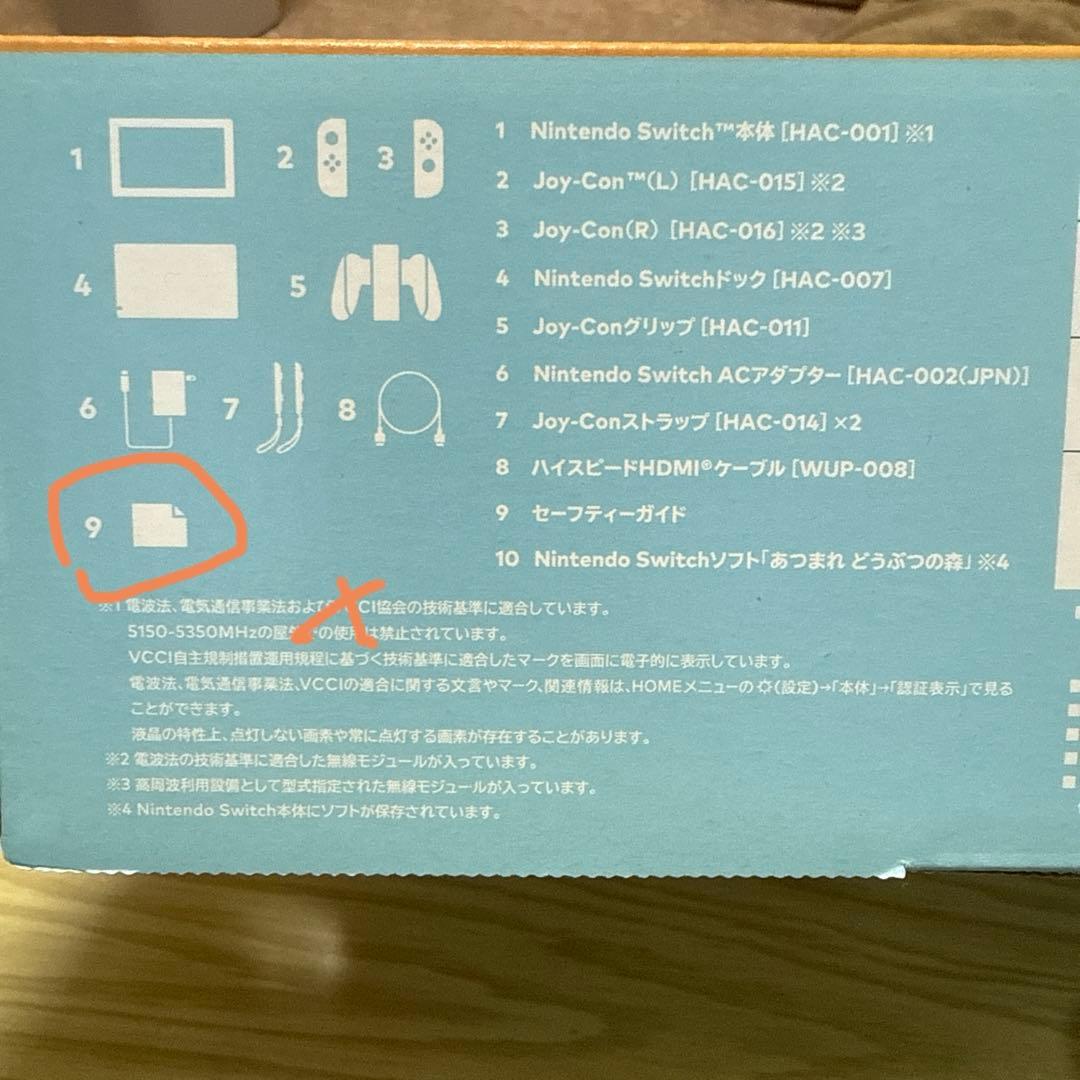 1
2
3
4
5
6
7
8
9
1 Nintendo Switch™本体 [HAC-001] ※1
2 Joy-Con™(L) [HAC-015] ※2
3 Joy-Con(R) [HAC-016] ※2 ※3
4 Nintendo Switchドック [HAC-007]
5 Joy-Conグリップ [HAC-011]
6 Nintendo Switch ACアダプター [HAC-002(JPN)]
7 Joy-Conストラップ [HAC-014] ×2
8 ハイスピードHDMI®ケーブル [WUP-008]
9 セーフティーガイド
10 Nintendo Switchソフト「あつまれ どうぶつの森」 ※4
※1 電波法、電気通信事業法およ CI協会の技術基準に適合しています。
5150-5350MHzの屋 の使用は禁止されています。
VCCI自主規制措置運用規程に基づく技術基準に適合したマークを画面に電子的に表示しています。
電波法、電気通信事業法、VCCIの適合に関する文言やマーク、関連情報は、HOMEメニューの(設定)→「本体」→「認証表示」で見る
ことができます。
液晶の特性上、点灯しない画素や常に点灯する画素が存在することがあります。
※2 電波法の技術基準に適合した無線モジュールが入っています。
※3 高周波利用設備として型式指定された無線モジュールが入っています。
※4 Nintendo Switch本体にソフトが保存されています。